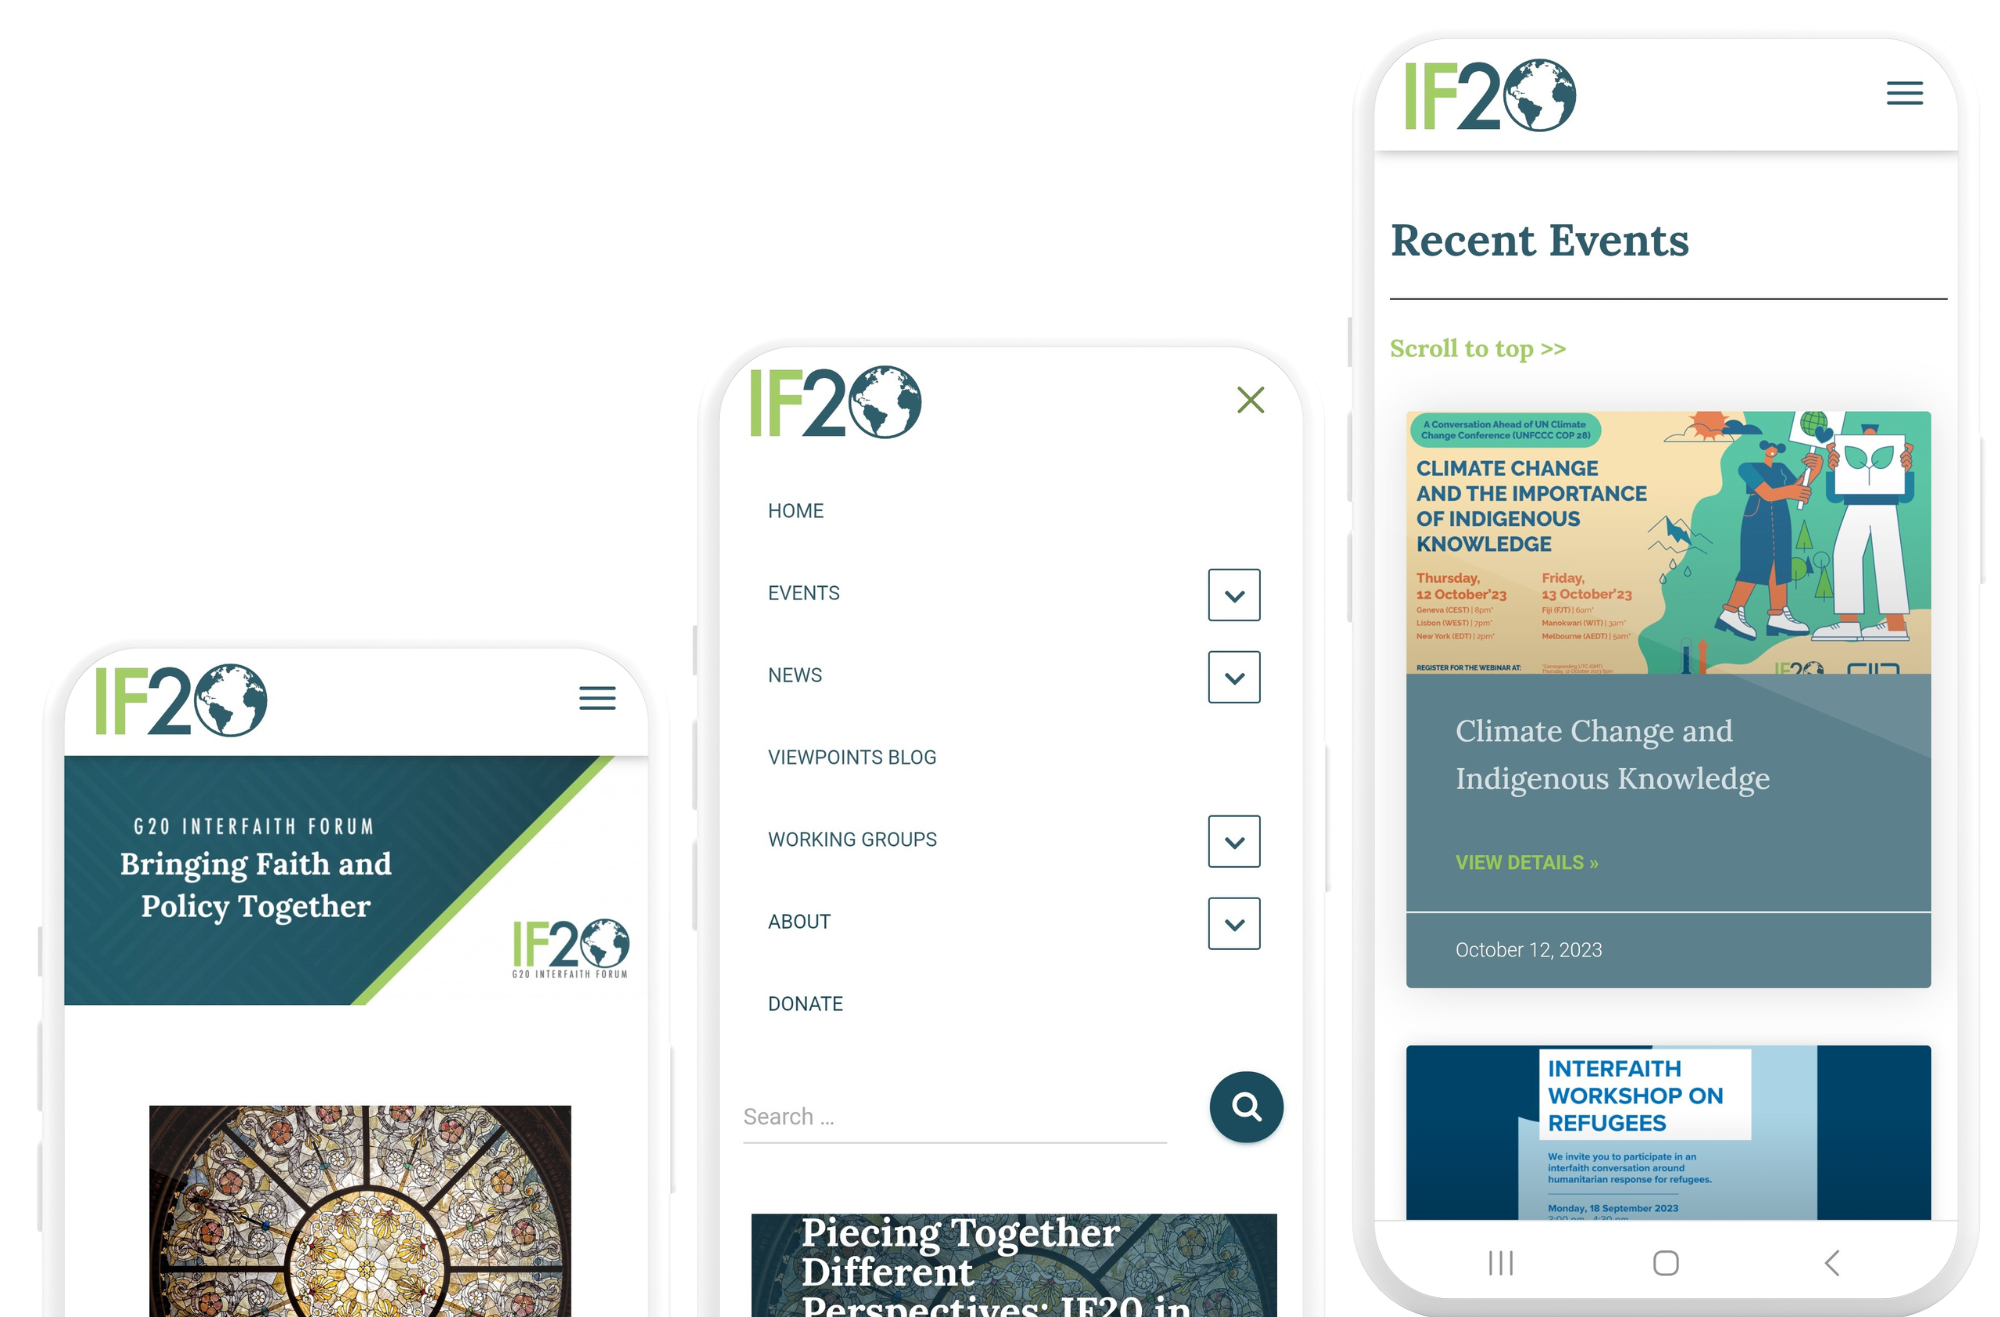 IF20
G20 INTERFAITH FORUM
Bringing Faith and
Policy Together
IF20
G20 INTERFAITH FORUM
IF20
HOME
EVENTS
NEWS
VIEWPOINTS BLOG
WORKING GROUPS
ABOUT
DONATE
Search ...
Piecing Together
Different
Perspectives: IF20 in
IF20
Recent Events
Scroll to top >>
A Conversation Ahead of UN Climate
Change Conference (UNFCCC COP 28)
CLIMATE CHANGE
AND THE IMPORTANCE
OF INDIGENOUS
KNOWLEDGE
Thursday,
12 October'23
Geneva (CEST) | 8pm*
Lisbon (WEST) | 7pm*
New York (EDT) | 2pm*
Friday,
13 October'23
Fiji (FJT) | 6am*
Manokwari (WIT) | 3am*
Melbourne (AEDT) | 5am*
REGISTER FOR THE WEBINAR AT:
IF20
Climate Change and
Indigenous Knowledge
VIEW DETAILS »
October 12, 2023
INTERFAITH
WORKSHOP ON
REFUGEES
We invite you to participate in an
interfaith conversation around
humanitarian response for refugees.
Monday, 18 September 2023